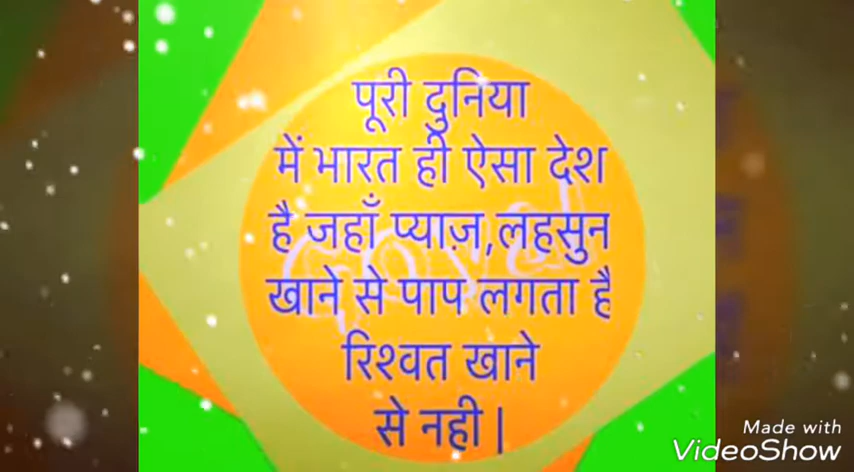 पूरी दुनिया
में भारत ही ऐसा देश
है जहाँ प्याज़,लहसुन
खाने से पाप लगता है
रिश्वत खाने
से नही |
Made with
VideoShow